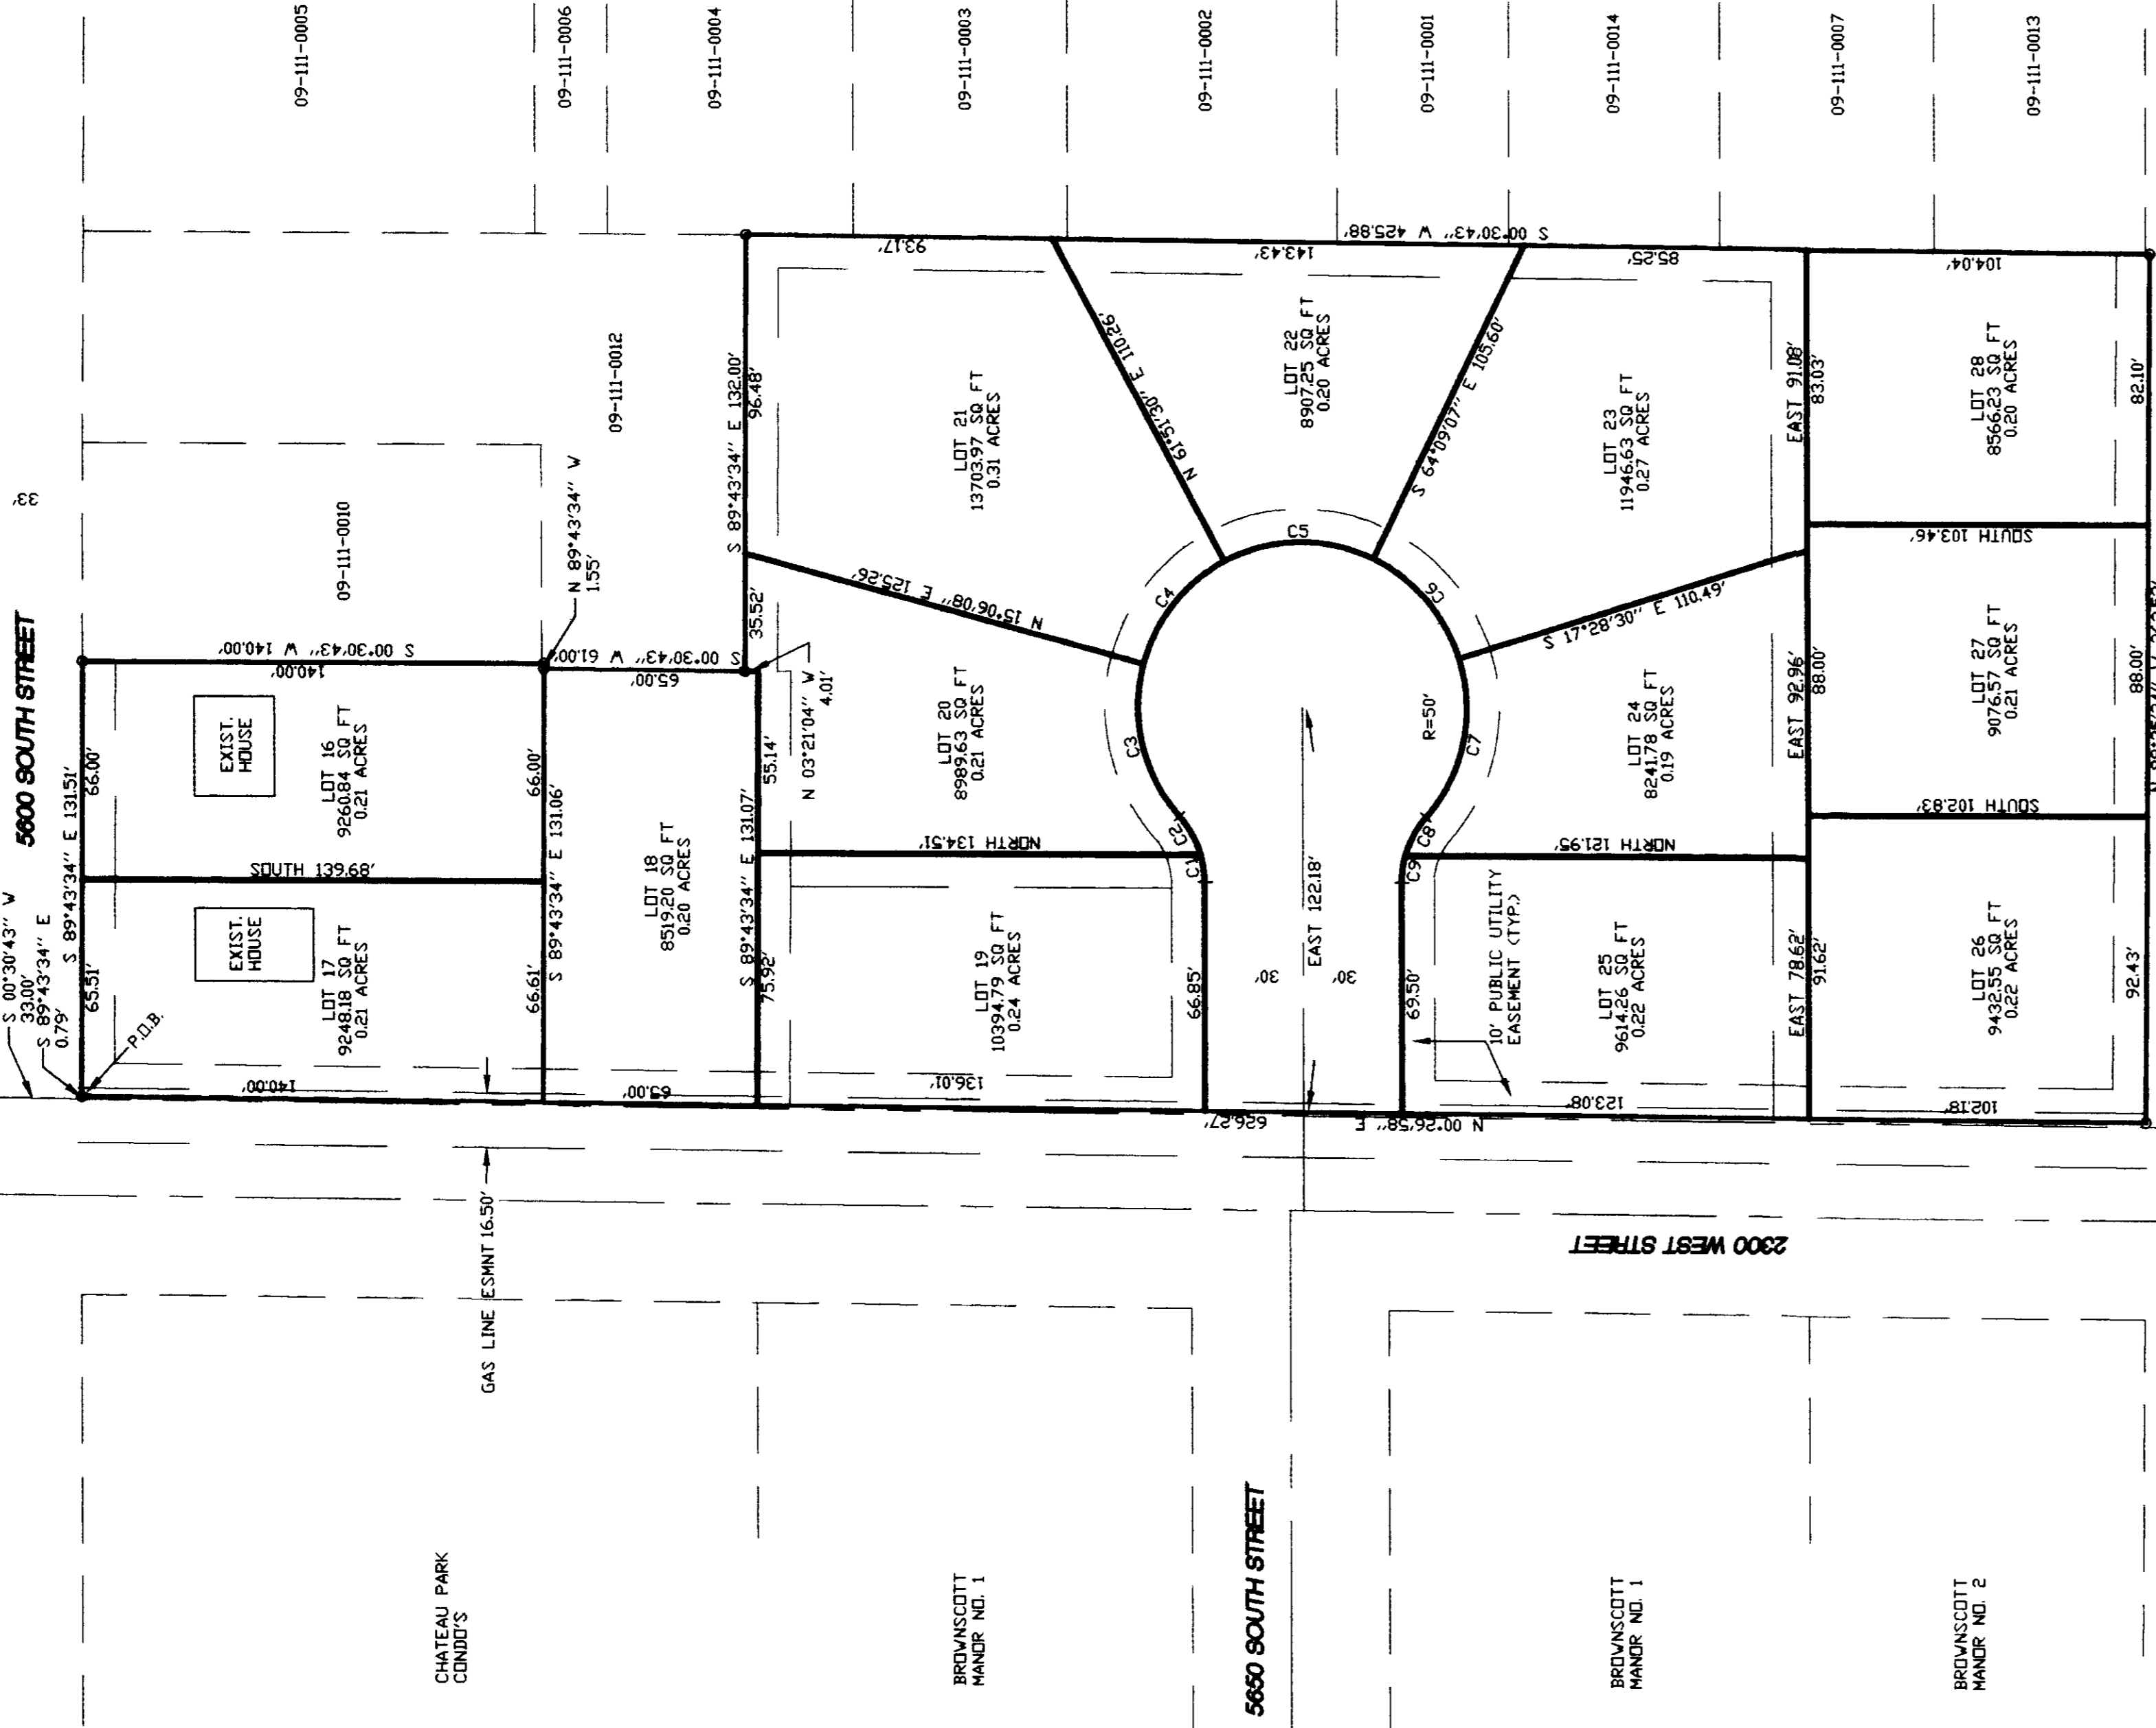 09-111-0005
09-111-0006
09-111-0004
09-111-0003
09-111-0002
09-111-0001
09-111-0014
09-111-0007
09-111-0013
33'
5600 SOUTH STREET
S 00°30'43" W
33.00'
S 89°43'34" E
0.79'
P.O.B.
S 89°43'34" E 131.51'
65.51'
66.00'
EXIST.
HOUSE
LOT 16
9260.84 SQ FT
0.21 ACRES
S 00°30'43" W 140.00'
140.00'
09-111-0010
09-111-0012
N 89°43'34" W
1.55'
SOUTH 139.68'
EXIST.
HOUSE
LOT 17
9248.18 SQ FT
0.21 ACRES
140.00'
66.61'
66.00'
S 89°43'34" E 131.06'
LOT 18
8519.20 SQ FT
0.20 ACRES
65.00'
65.00'
S 00°30'43" W 61.00'
S 89°43'34" E 131.07'
75.92'
55.14'
N 03°21'04" W
4.01'
S 89°43'34" E 132.00'
35.52'
96.48'
LOT 19
10394.79 SQ FT
0.24 ACRES
136.01'
66.85'
NORTH 134.51'
LOT 20
8989.63 SQ FT
0.21 ACRES
N 15°06'08" E 125.26'
LOT 21
13703.97 SQ FT
0.31 ACRES
93.17'
N 61°51'30" E 110.26'
LOT 22
8907.25 SQ FT
0.20 ACRES
143.43'
S 00°30'43" W 425.88'
S 64°09'07" E 105.60'
LOT 23
11946.63 SQ FT
0.27 ACRES
85.25'
S 17°28'30" E 110.49'
C1
C2
C3
C4
C5
C6
C7
C8
C9
R=50'
EAST 122.18'
30'
30'
LOT 24
8241.78 SQ FT
0.19 ACRES
NORTH 121.95'
69.50'
10' PUBLIC UTILITY
EASEMENT (TYP.)
LOT 25
9614.26 SQ FT
0.22 ACRES
123.08'
626.27'
N 00°26'58" E
EAST 78.62'
91.62'
EAST 92.96'
88.00'
EAST 91.08'
83.03'
LOT 26
9432.55 SQ FT
0.22 ACRES
102.18'
92.43'
SOUTH 102.83'
LOT 27
9076.57 SQ FT
0.21 ACRES
88.00'
SOUTH 103.46'
LOT 28
8566.23 SQ FT
0.20 ACRES
104.04'
82.10'
GAS LINE ESMNT 16.50'
2300 WEST STREET
5650 SOUTH STREET
CHATEAU PARK
CONDO'S
BROWNSCOTT
MANOR NO. 1
BROWNSCOTT
MANOR NO. 1
BROWNSCOTT
MANOR NO. 2